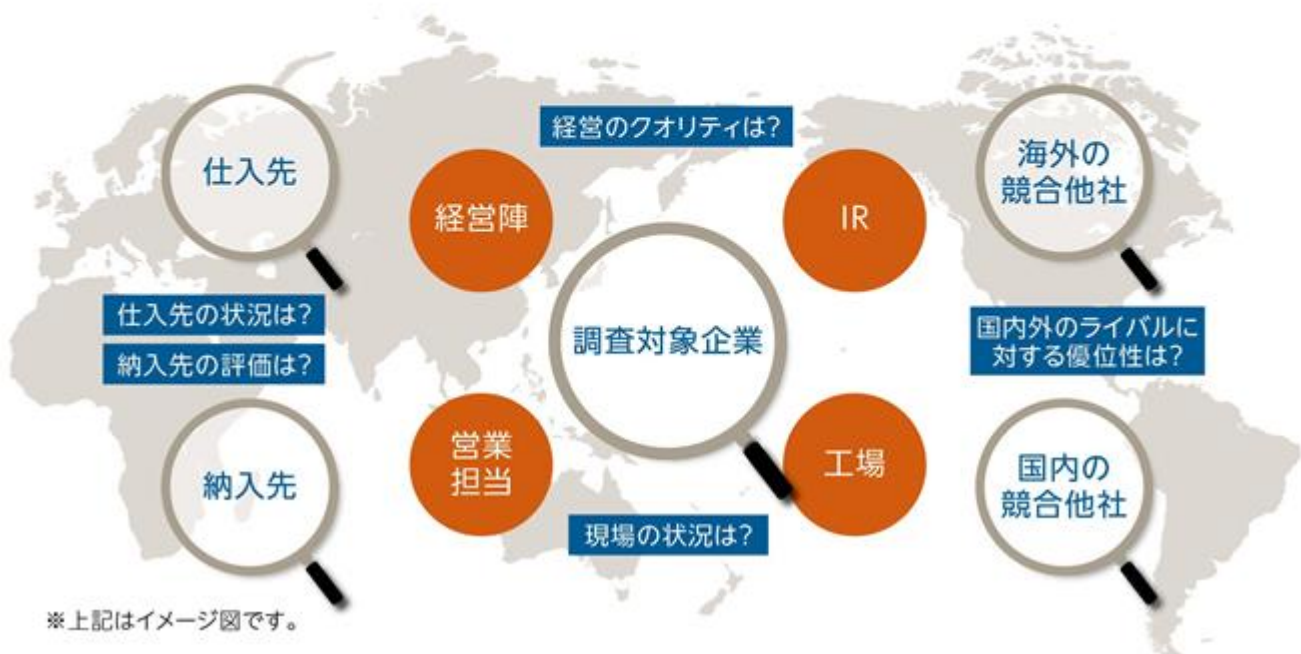 経営のクオリティは?
仕入先
経営陣
IR
海外の
競合他社
仕入先の状況は?
納入先の評価は?
調査対象企業
国内外のライバルに
対する優位性は?
納入先
営業
担当
工場
国内の
競合他社
現場の状況は?
※上記はイメージ図です。